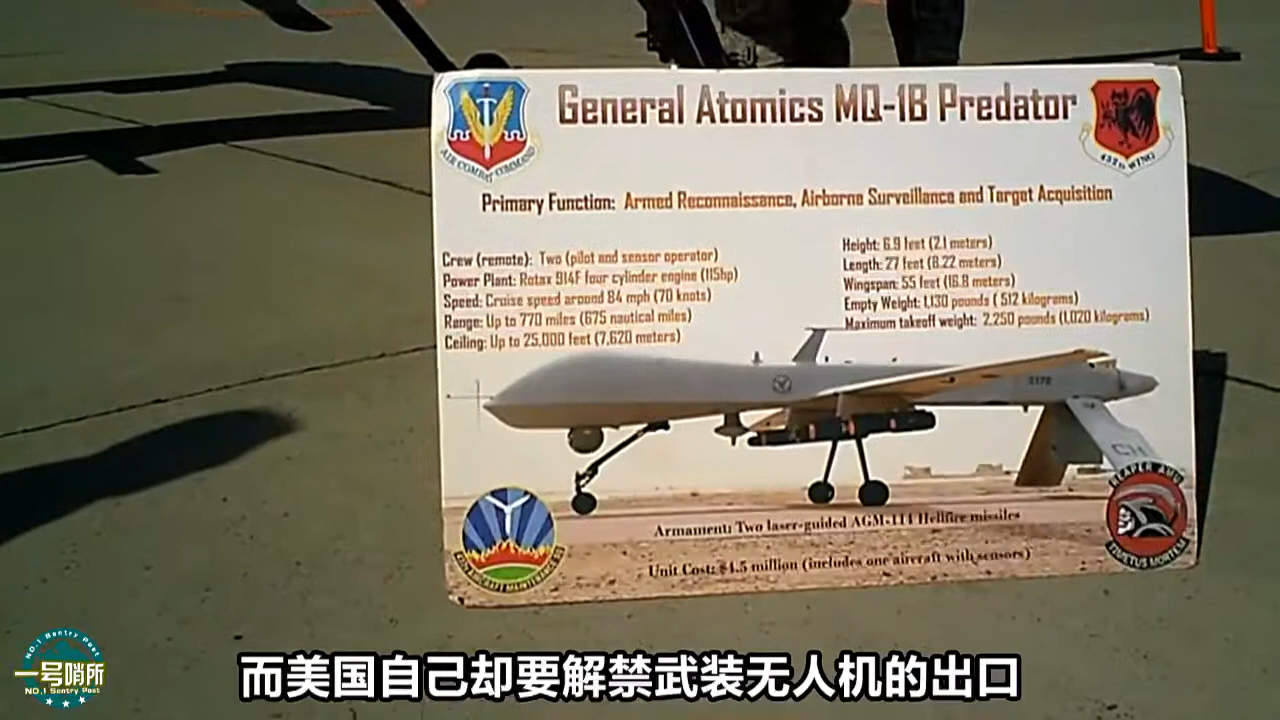 General Atomics MQ-1B Predator
AIR COMBAT COMMAND
432D WING
Primary Function: Armed Reconnaissance, Airborne Surveillance and Target Acquisition
Crew (remote): Two (pilot and sensor operator)
Power Plant: Rotax 914F four cylinder engine (115hp)
Speed: Cruise speed around 84 mph (70 knots)
Range: Up to 770 miles (675 nautical miles)
Ceiling: Up to 25,000 feet (7,620 meters)
Height: 6.9 feet (2.1 meters)
Length: 27 feet (8.22 meters)
Wingspan: 55 feet (16.8 meters)
Empty Weight: 1,130 pounds ( 512 kilograms)
Maximum takeoff weight: 2,250 pounds (1,020 kilograms)
CH
REAPER AMU
Armament: Two laser-guided AGM-114 Hellfire missiles
Unit Cost: $4.5 million (includes one aircraft with sensors)
AIRCRAFT MAINTENANCE
NO.1 Sentry Post
一号哨所
NO.1 Sentry Post
而美国自己却要解禁武装无人机的出口